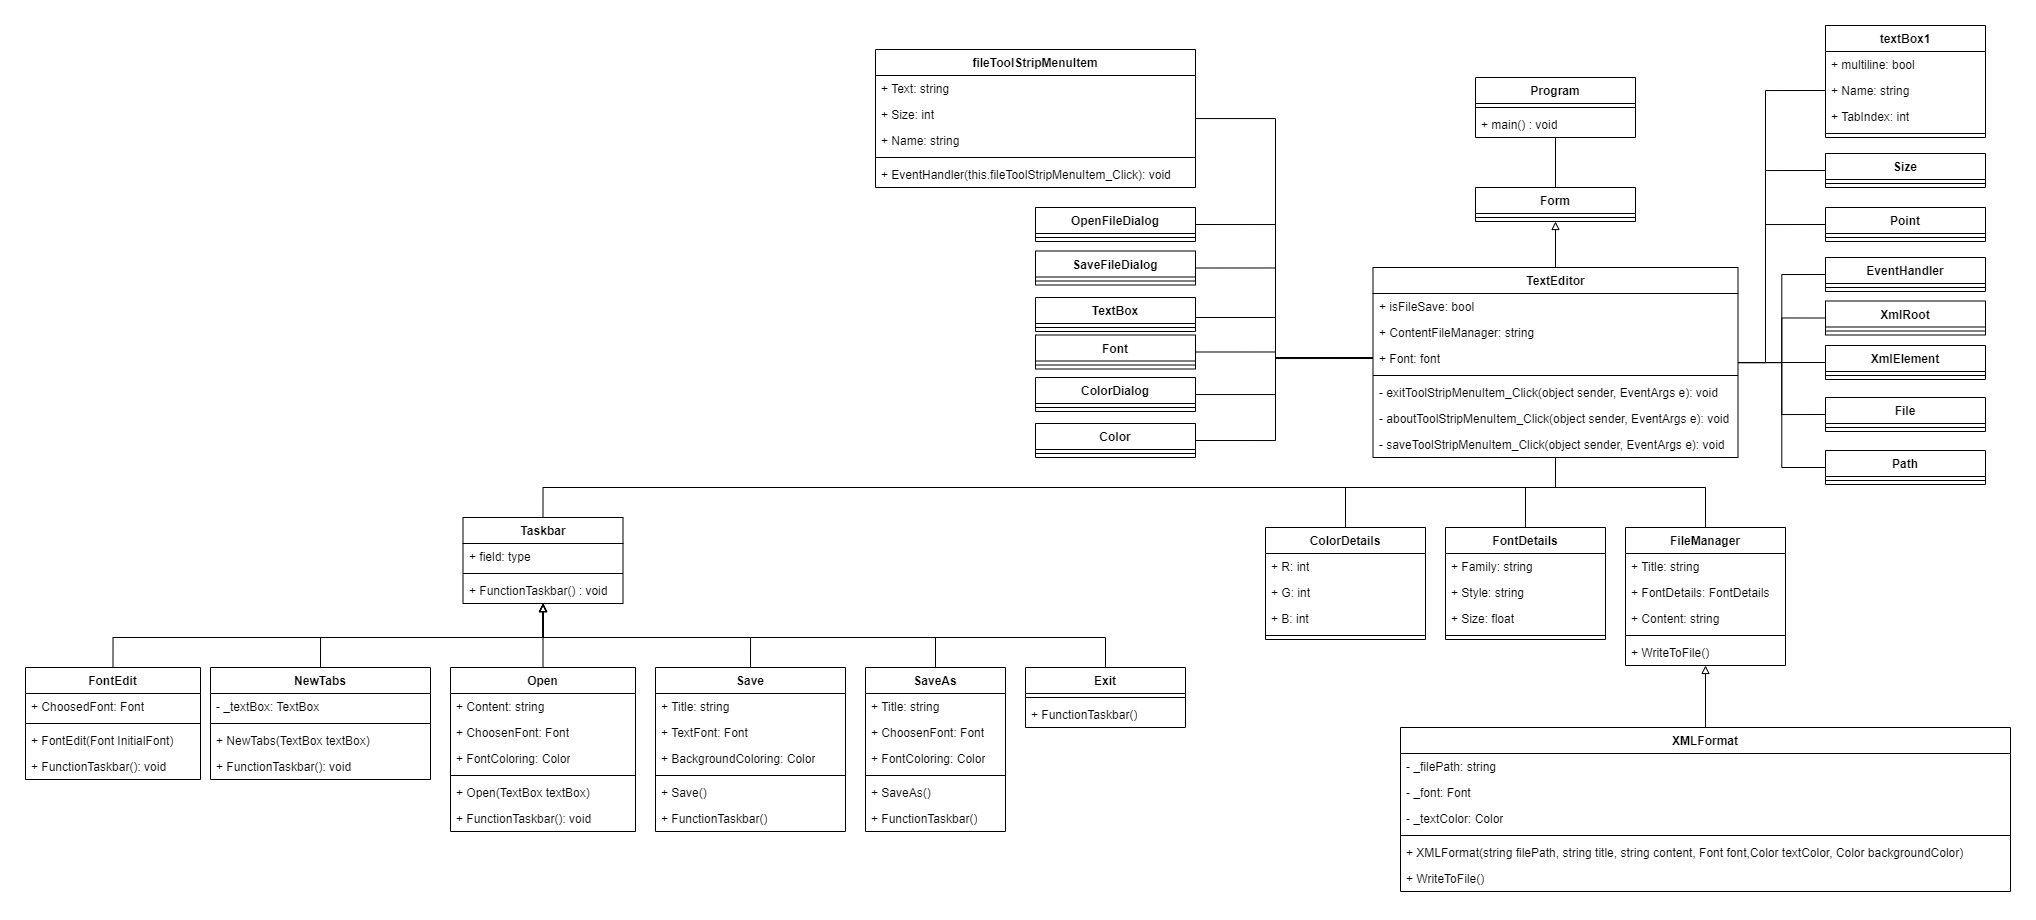 fileToolStripMenuItem
+ Text: string
+ Size: int
+ Name: string
+ EventHandler(this.fileToolStripMenuItem_Click): void
OpenFileDialog
SaveFileDialog
TextBox
Font
ColorDialog
Color
Program
+ main() : void
Form
TextEditor
+ isFileSave: bool
+ ContentFileManager: string
+ Font: font
- exitToolStripMenuItem_Click(object sender, EventArgs e): void
- aboutToolStripMenuItem_Click(object sender, EventArgs e): void
- saveToolStripMenuItem_Click(object sender, EventArgs e): void
textBox1
+ multiline: bool
+ Name: string
+ TabIndex: int
Size
Point
EventHandler
XmlRoot
XmlElement
File
Path
Taskbar
+ field: type
+ FunctionTaskbar() : void
ColorDetails
+ R: int
+ G: int
+ B: int
FontDetails
+ Family: string
+ Style: string
+ Size: float
FileManager
+ Title: string
+ FontDetails: FontDetails
+ Content: string
+ WriteToFile()
FontEdit
+ ChoosedFont: Font
+ FontEdit(Font InitialFont)
+ FunctionTaskbar(): void
NewTabs
- _textBox: TextBox
+ NewTabs(TextBox textBox)
+ FunctionTaskbar(): void
Open
+ Content: string
+ ChoosenFont: Font
+ FontColoring: Color
+ Open(TextBox textBox)
+ FunctionTaskbar(): void
Save
+ Title: string
+ TextFont: Font
+ BackgroundColoring: Color
+ Save()
+ FunctionTaskbar()
SaveAs
+ Title: string
+ ChoosenFont: Font
+ FontColoring: Color
+ SaveAs()
+ FunctionTaskbar()
Exit
+ FunctionTaskbar()
XMLFormat
- _filePath: string
- _font: Font
- _textColor: Color
+ XMLFormat(string filePath, string title, string content, Font font,Color textColor, Color backgroundColor)
+ WriteToFile()